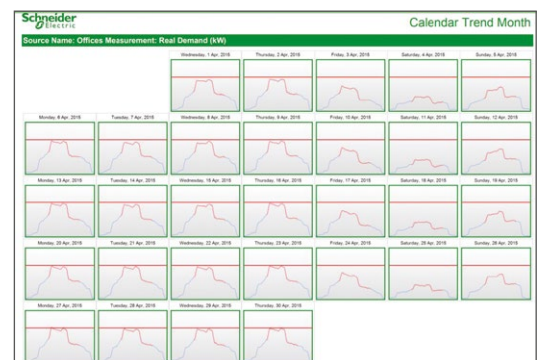 Schneider
Electric
Calendar Trend Month
Source Name: Offices Measurement: Real Demand (kW)
Wednesday, 1 Apr, 2015 Thursday, 2 Apr, 2015 Friday, 3 Apr, 2015 Saturday, 4 Apr, 2015 Sunday, 5 Apr, 2015
Monday, 6 Apr, 2015 Tuesday, 7 Apr, 2015 Wednesday, 8 Apr, 2015 Thursday, 9 Apr, 2015 Friday, 10 Apr, 2015 Saturday, 11 Apr, 2015 Sunday, 12 Apr, 2015
Monday, 13 Apr, 2015 Tuesday, 14 Apr, 2015 Wednesday, 15 Apr, 2015 Thursday, 16 Apr, 2015 Friday, 17 Apr, 2015 Saturday, 18 Apr, 2015 Sunday, 19 Apr, 2015
Monday, 20 Apr, 2015 Tuesday, 21 Apr, 2015 Wednesday, 22 Apr, 2015 Thursday, 23 Apr, 2015 Friday, 24 Apr, 2015 Saturday, 25 Apr, 2015 Sunday, 26 Apr, 2015
Monday, 27 Apr, 2015 Tuesday, 28 Apr, 2015 Wednesday, 29 Apr, 2015 Thursday, 30 Apr, 2015